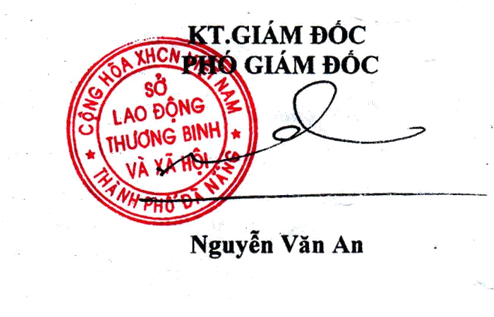 KT.GIÁM ĐỐC
PHÓ GIÁM ĐỐC
CỘNG HÒA XHCN VIỆT NAM
SỞ
LAO ĐỘNG
THƯƠNG BINH
VÀ XÃ HỘI
THÀNH PHỐ ĐÀ NẴNG
Nguyễn Văn An